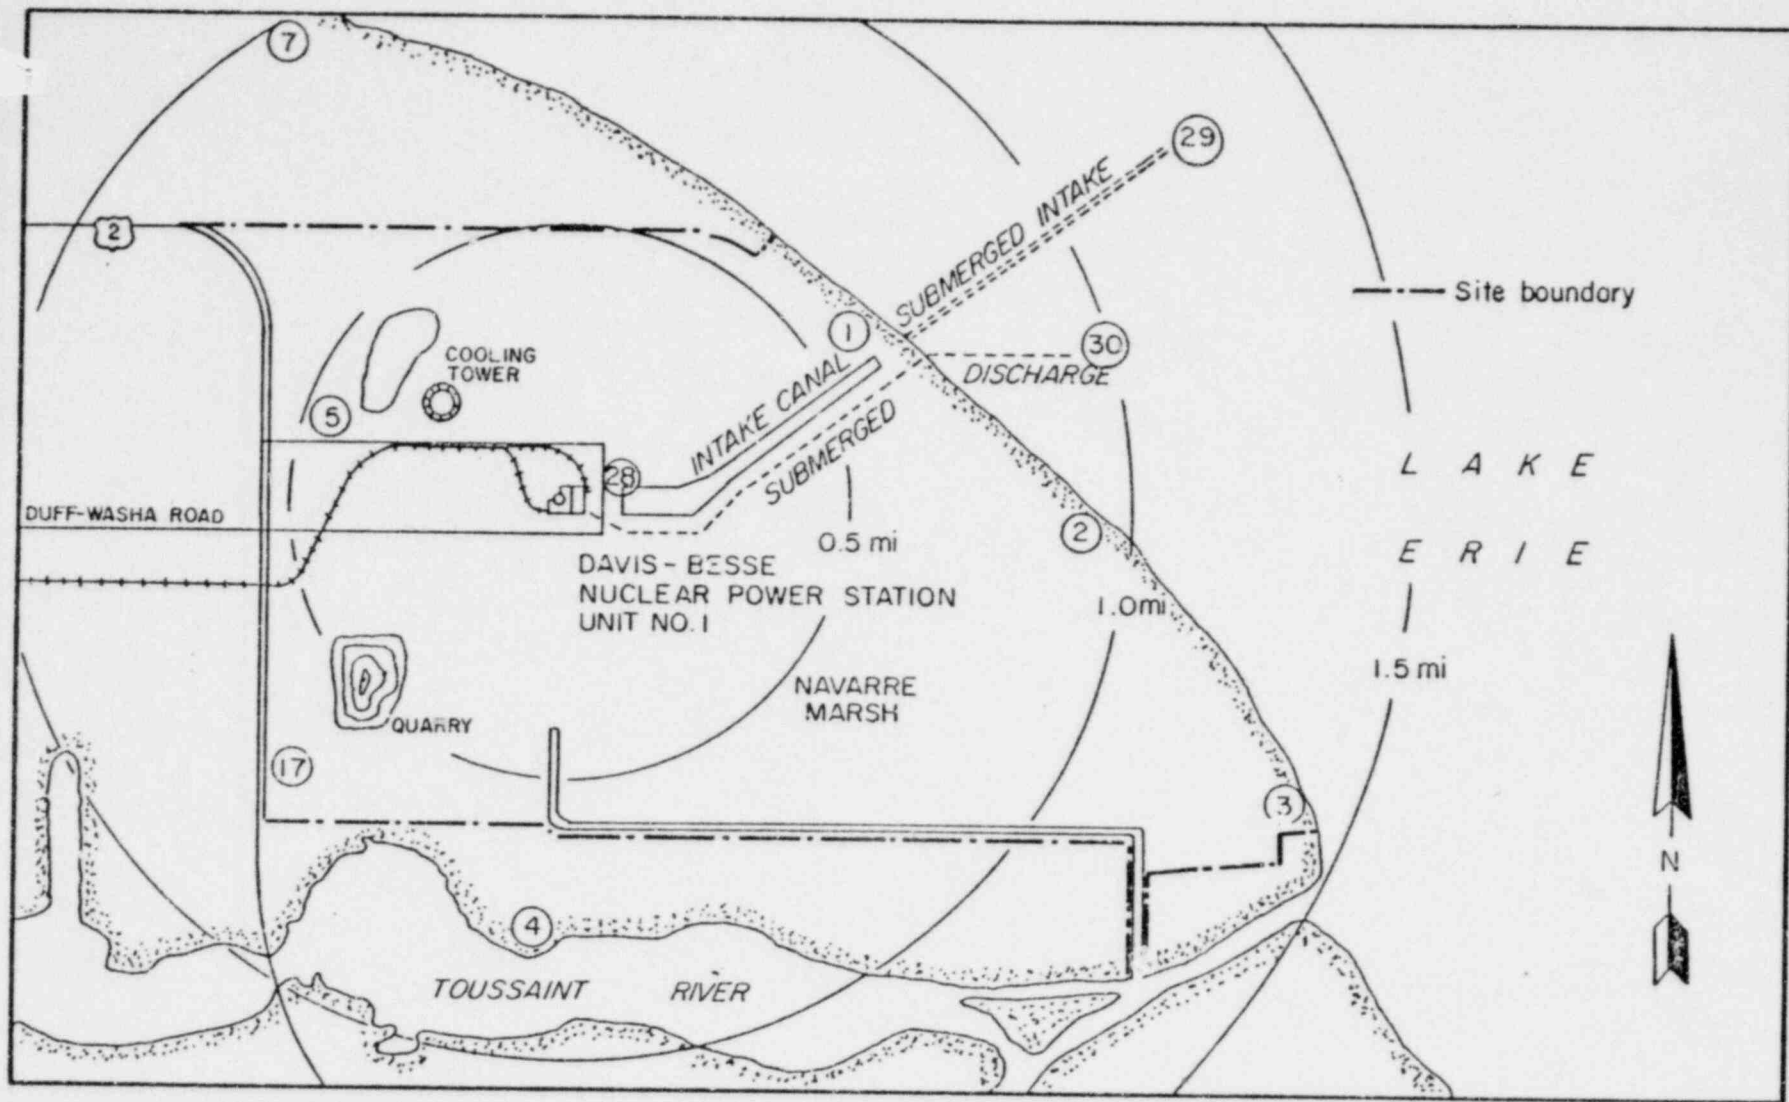 7
29
2
SUBMERGED INTAKE
Site boundary
1
30
COOLING
TOWER
DISCHARGE
5
INTAKE CANAL
SUBMERGED
LAKE
28
DUFF-WASHA ROAD
2
0.5 mi
ERIE
DAVIS-BESSE
NUCLEAR POWER STATION
UNIT NO. 1
1.0mi
1.5 mi
NAVARRE
MARSH
QUARRY
17
3
N
4
TOUSSAINT RIVER